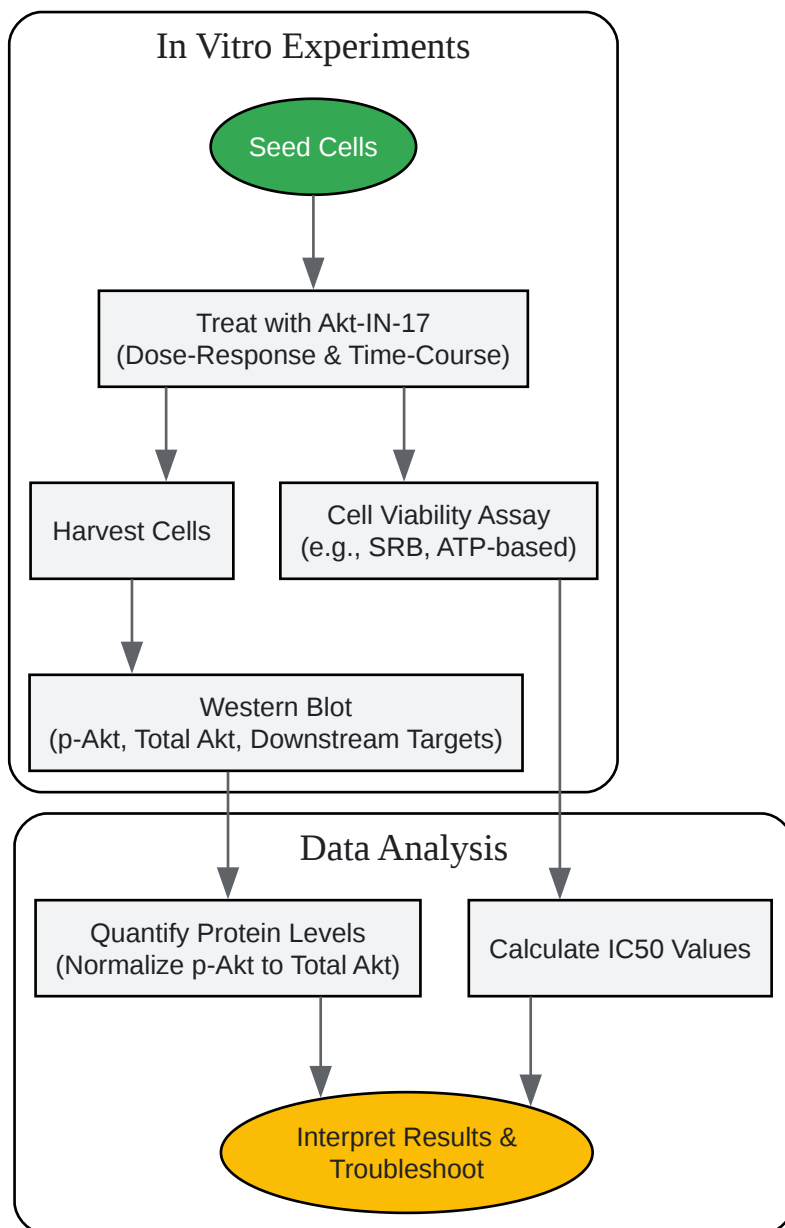 In Vitro Experiments
Seed Cells
Treat with Akt-IN-17
(Dose-Response & Time-Course)
Harvest Cells
Cell Viability Assay
(e.g., SRB, ATP-based)
Western Blot
(p-Akt, Total Akt, Downstream Targets)
Data Analysis
Quantify Protein Levels
(Normalize p-Akt to Total Akt)
Calculate IC50 Values
Interpret Results &
Troubleshoot